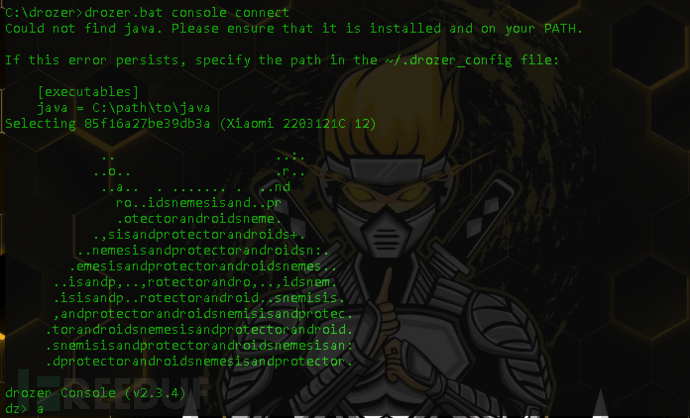 C:\drozer>drozer.bat console connect
Could not find java. Please ensure that it is installed and on your PATH.
If this error persists, specify the path in the ~/.drozer_config file:
[executables]
java = C:\path\to\java
Selecting 85f16a27be39db3a (Xiaomi 2203121C 12)
..                    ..:.
..o..                  .r..
..a..  . ....... .  ..nd
ro..idsnemesisand..pr
.otectorandroidsneme.
.,sisandprotectorandroids+.
..nemesisandprotectorandroidsn:.
.emesisandprotectorandroidsnemes..
..isandp,..,rotectorandro,..,idsnem.
.isisandp..rotectorandroid..snemisis.
,andprotectorandroidsnemisisandprotec.
.torandroidsnemesisandprotectorandroid.
.snemisisandprotectorandroidsnemesisan:
.dprotectorandroidsnemesisandprotector.
drozer Console (v2.3.4)
dz> a
FREEBUF